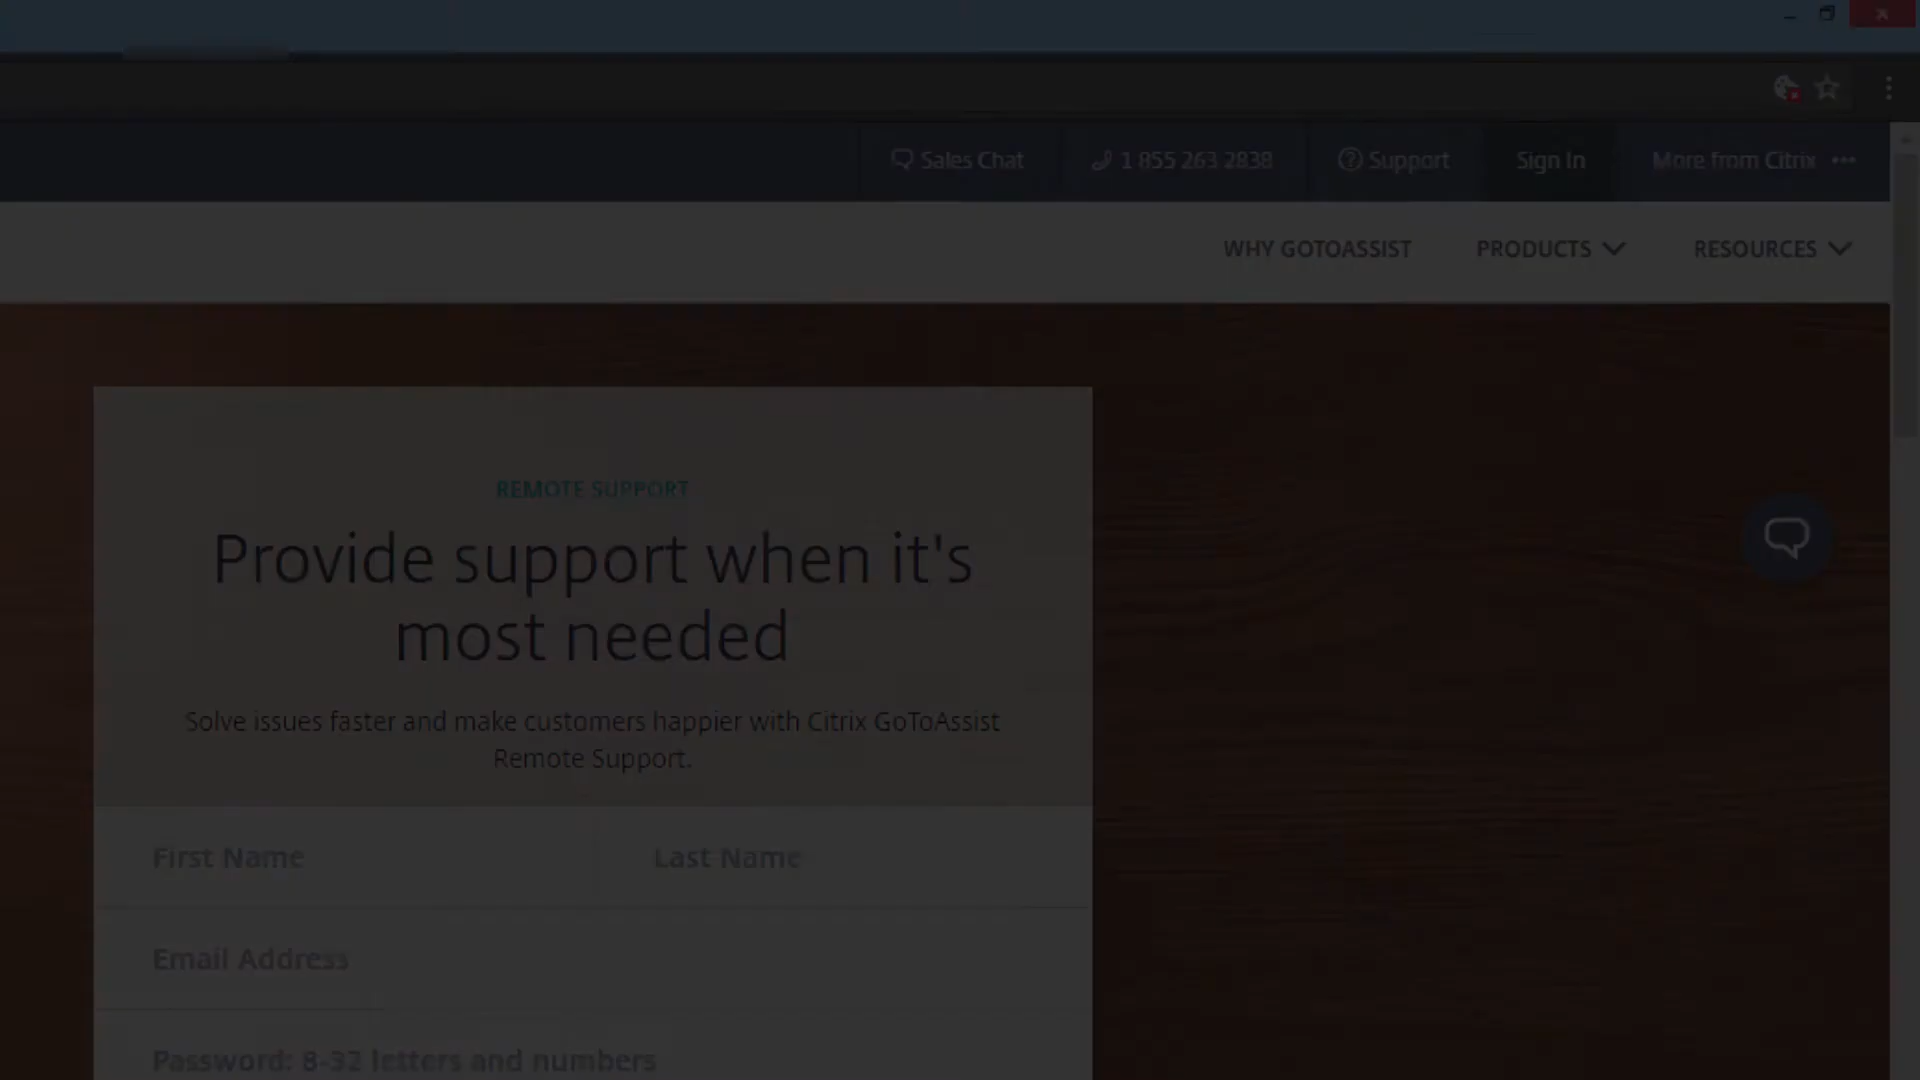 Sales Chat
1 855 263 2838
Support
Sign In
More from Citrix
WHY GOTOASSIST
PRODUCTS
RESOURCES
REMOTE SUPPORT
Provide support when it's
most needed
Solve issues faster and make customers happier with Citrix GoToAssist
Remote Support.
First Name
Last Name
Email Address
Password: 8-32 letters and numbers